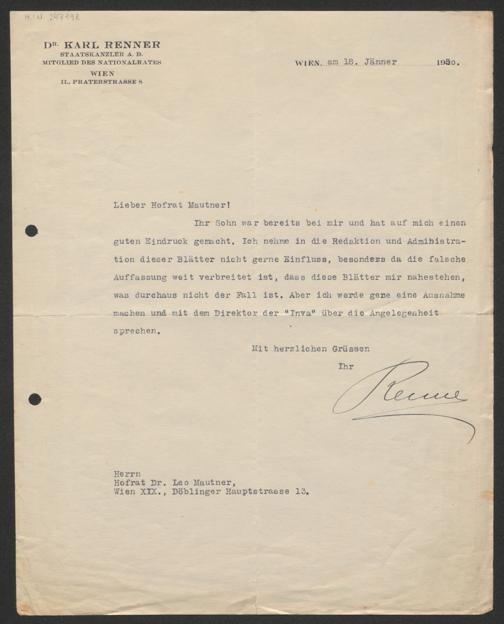 H.I.N. 247198
Dr. KARL RENNER
STAATSKANZLER A. D.
MITGLIED DES NATIONALRATES
WIEN
II., PRATERSTRASSE 8
WIEN, am 18. Jänner 1930.
Lieber Hofrat Mautner!
Ihr Sohn war bereits bei mir und hat auf mich einen
guten Eindruck gemacht. Ich nehme in die Redaktion und Administra-
tion dieser Blätter nicht gerne Einfluss, besonders da die falsche
Auffassung weit verbreitet ist, dass diese Blätter mir nahestehen,
was durchaus nicht der Fall ist. Aber ich werde gern eine Ausnahme
machen und mit dem Direktor der "Inva" über die Angelegenheit
sprechen.
Mit herzlichen Grüssen
Ihr
Renner
Herrn
Hofrat Dr. Leo Mautner,
Wien XIX., Döblinger Hauptstrasse 13.